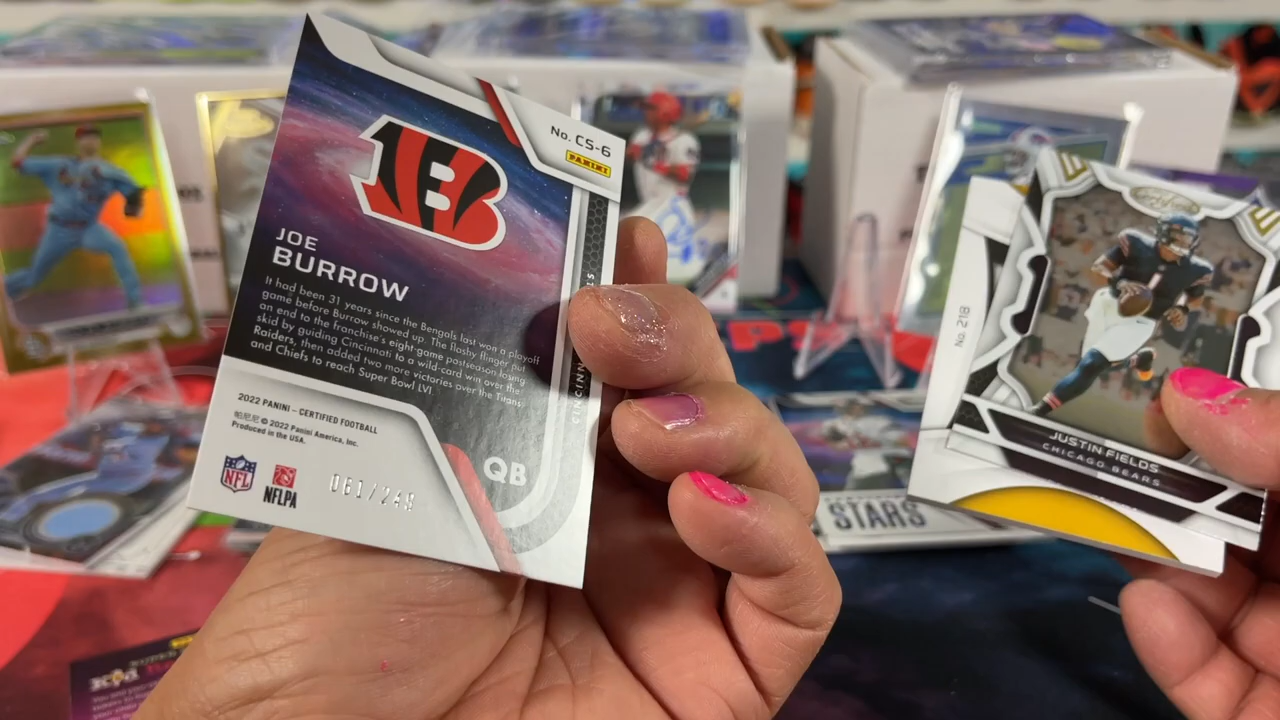 No. CS-6
PANINI
B
JOE
BURROW
It had been 31 years since the Bengals last won a playoff
game before Burrow showed up. The flashy flinger put
an end to the franchise's eight-game postseason losing
skid by guiding Cincinnati to a wild-card win over the
Raiders, then added two more victories over the Titans
and Chiefs to reach Super Bowl LVI
2022 PANINI – CERTIFIED FOOTBALL
© 2022 Panini America, Inc.
Produced in the USA.
NFL
NFLPA
061/249
QB
No. 218
JUSTIN FIELDS
CHICAGO BEARS
STARS